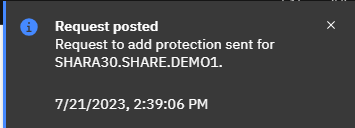 Request posted
Request to add protection sent for
SHARA30.SHARE.DEMO1.
7/21/2023, 2:39:06 PM